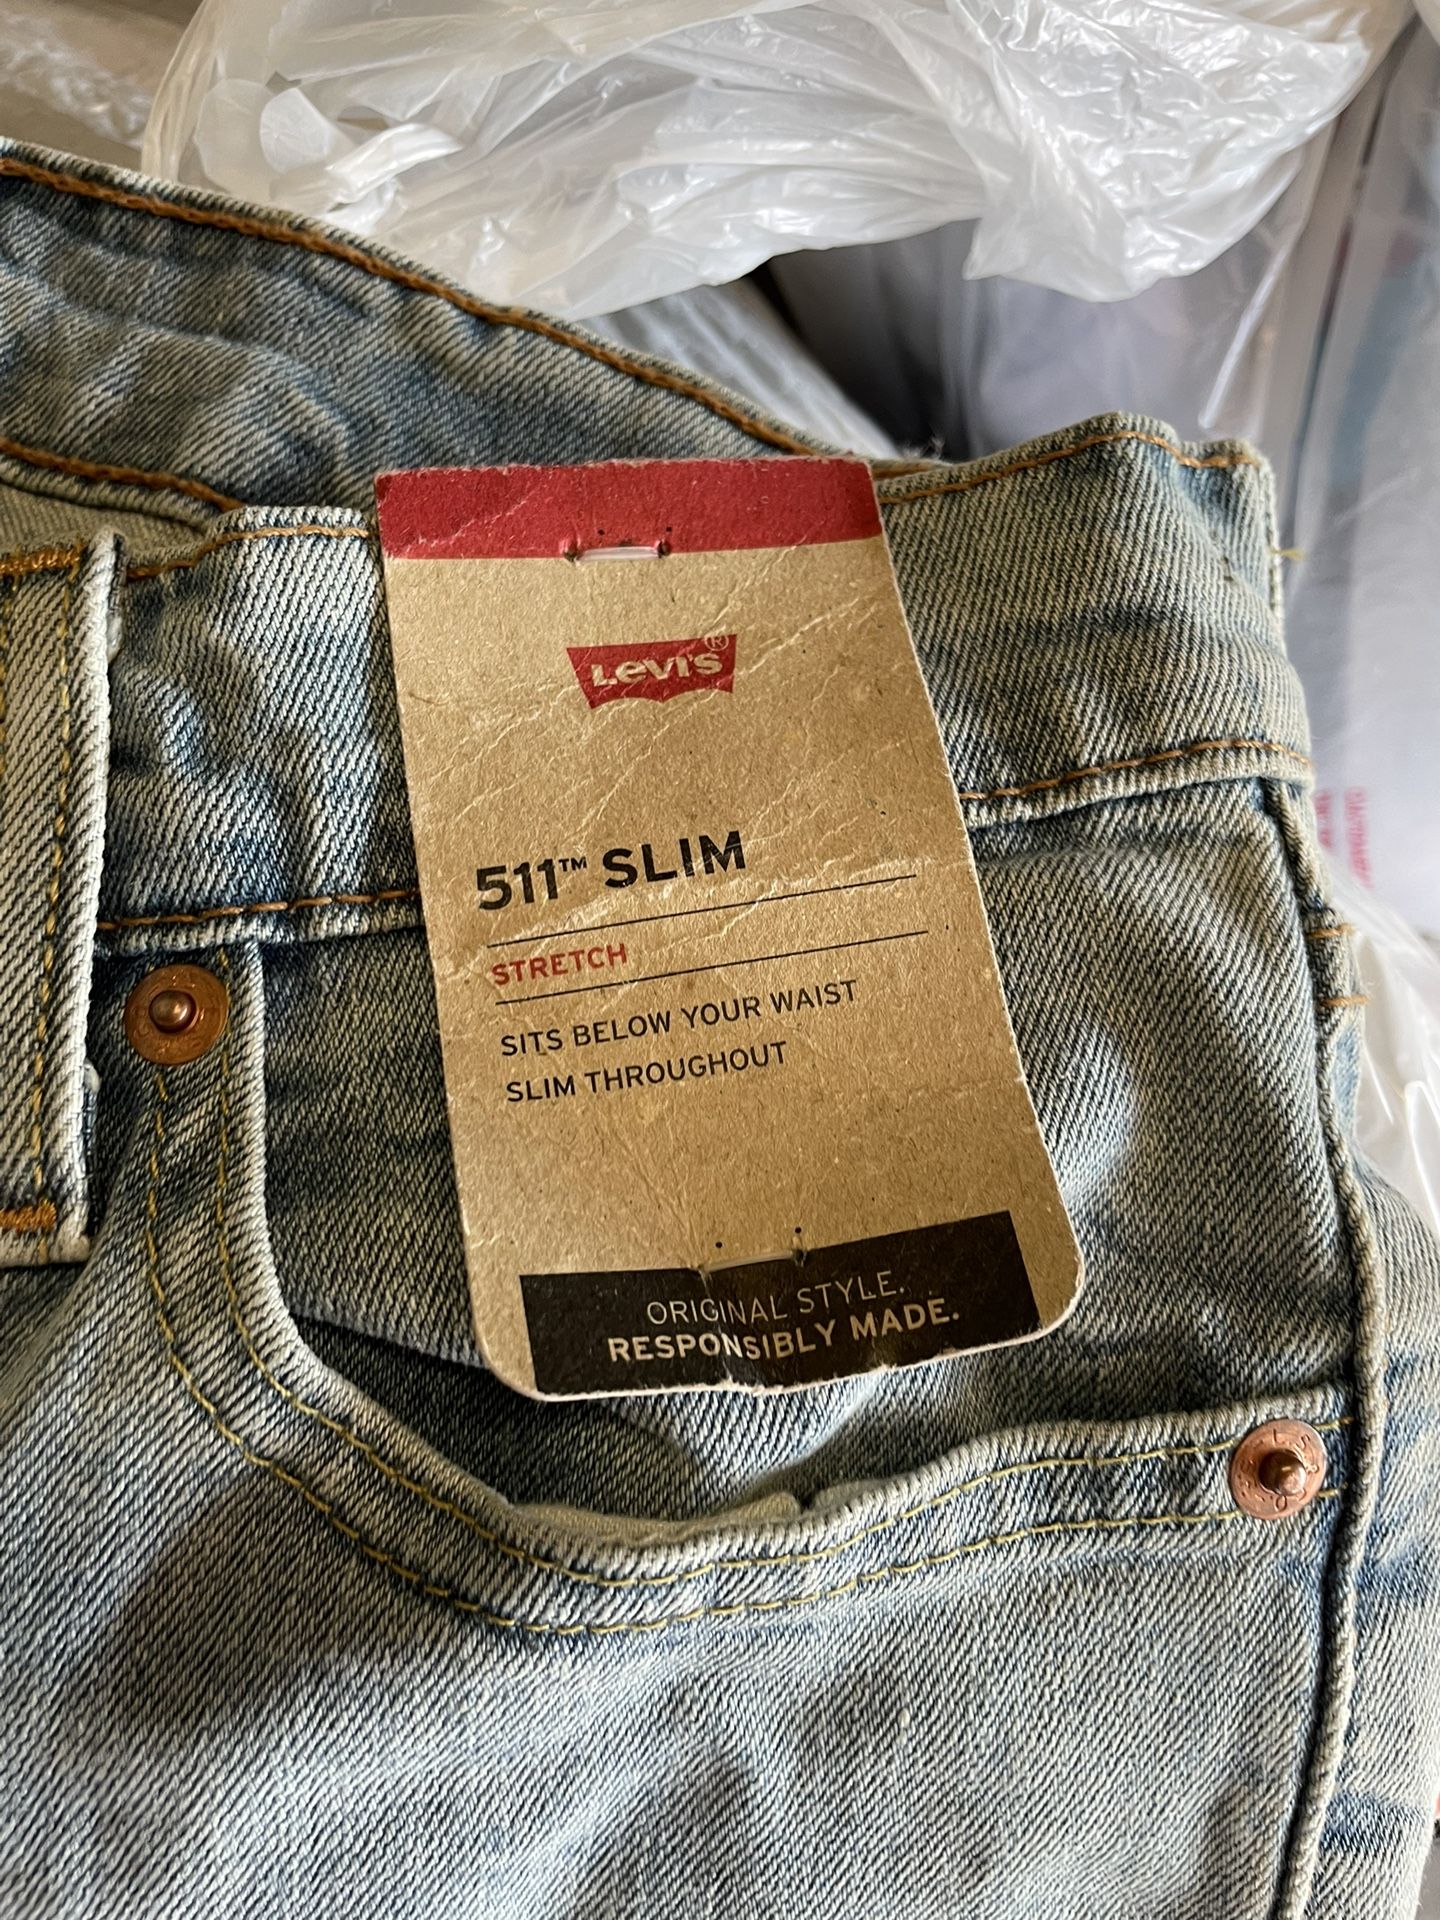 LEVI'S®
511™ SLIM
STRETCH
SITS BELOW YOUR WAIST
SLIM THROUGHOUT
ORIGINAL STYLE.
RESPONSIBLY MADE.